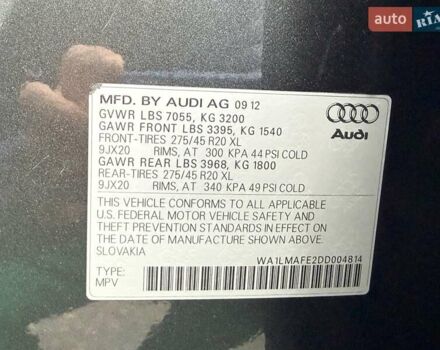 AUTO RIA
MFD. BY AUDI AG 09 12
GVWR LBS 7055, KG 3200
GAWR FRONT LBS 3395, KG 1540
FRONT-TIRES 275/45 R20 XL
9JX20 RIMS, AT 300 KPA 44 PSI COLD
GAWR REAR LBS 3968, KG 1800
REAR-TIRES 275/45 R20 XL
9JX20 RIMS, AT 340 KPA 49 PSI COLD
Audi
THIS VEHICLE CONFORMS TO ALL APPLICABLE
U.S. FEDERAL MOTOR VEHICLE SAFETY AND
THEFT PREVENTION STANDARDS IN EFFECT ON
THE DATE OF MANUFACTURE SHOWN ABOVE.
SLOVAKIA
WA1LMAFE2DD004814
TYPE:
MPV